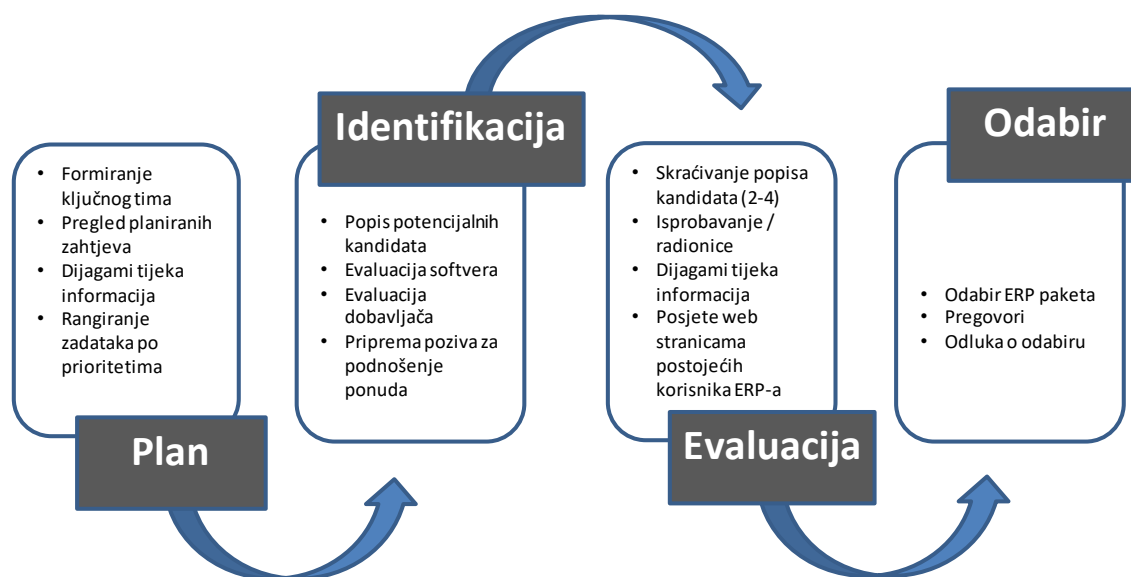 Plan
• Formiranje
ključnog tima
• Pregled planiranih
zahtjeva
• Dijagami tijeka
informacija
• Rangiranje
zadataka po
prioritetima
Identifikacija
• Popis potencijalnih
kandidata
• Evaluacija softvera
• Evaluacija
dobavljača
• Priprema poziva za
podnošenje
ponuda
Evaluacija
• Skraćivanje popisa
kandidata (2-4)
• Isprobavanje /
radionice
• Dijagami tijeka
informacija
• Posjete web
stranicama
postojećih
korisnika ERP-a
Odabir
• Odabir ERP paketa
• Pregovori
• Odluka o odabiru